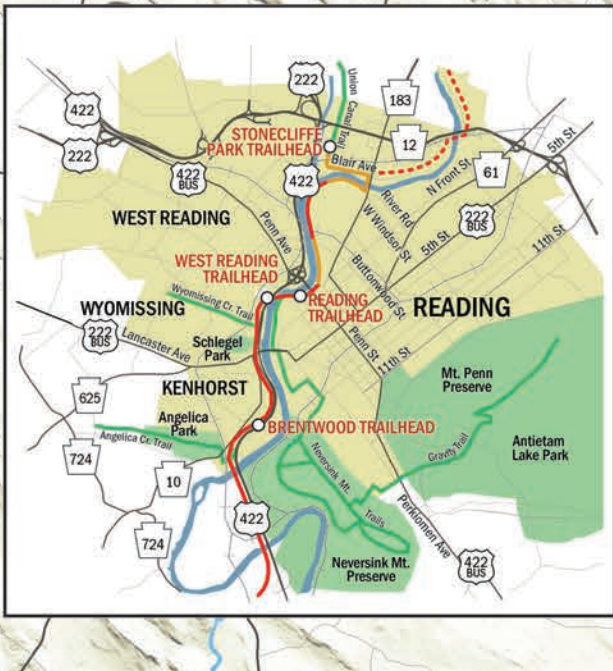 222
Union
Canal Trail
183
422
STONECLIFFE
PARK TRAILHEAD
12
5th St
222
Blair Ave
61
422
BUS
422
N Front St
River Rd
222
BUS
WEST READING
Penn Ave
W Windsor St
5th St
11th St
WEST READING
TRAILHEAD
Buttonwood St
WYOMISSING
Wyomissing Cr. Trail
READING
TRAILHEAD
READING
222
BUS
Lancaster Ave
Schlegel
Park
Penn St
11th St
Mt. Penn
Preserve
625
KENHORST
Angelica
Park
BRENTWOOD TRAILHEAD
Antietam
Lake Park
Angelica Cr. Trail
724
Neversink Mt.
Trails
Gravity Trail
10
422
Perkiomen Ave
724
422
BUS
Neversink Mt.
Preserve